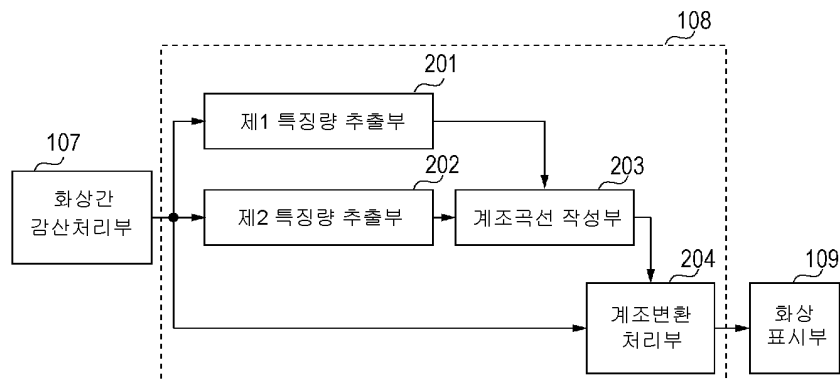 108
201
제1 특징량 추출부
107
202
203
화상간
감산처리부
제2 특징량 추출부
계조곡선 작성부
204
109
계조변환
처리부
화상
표시부